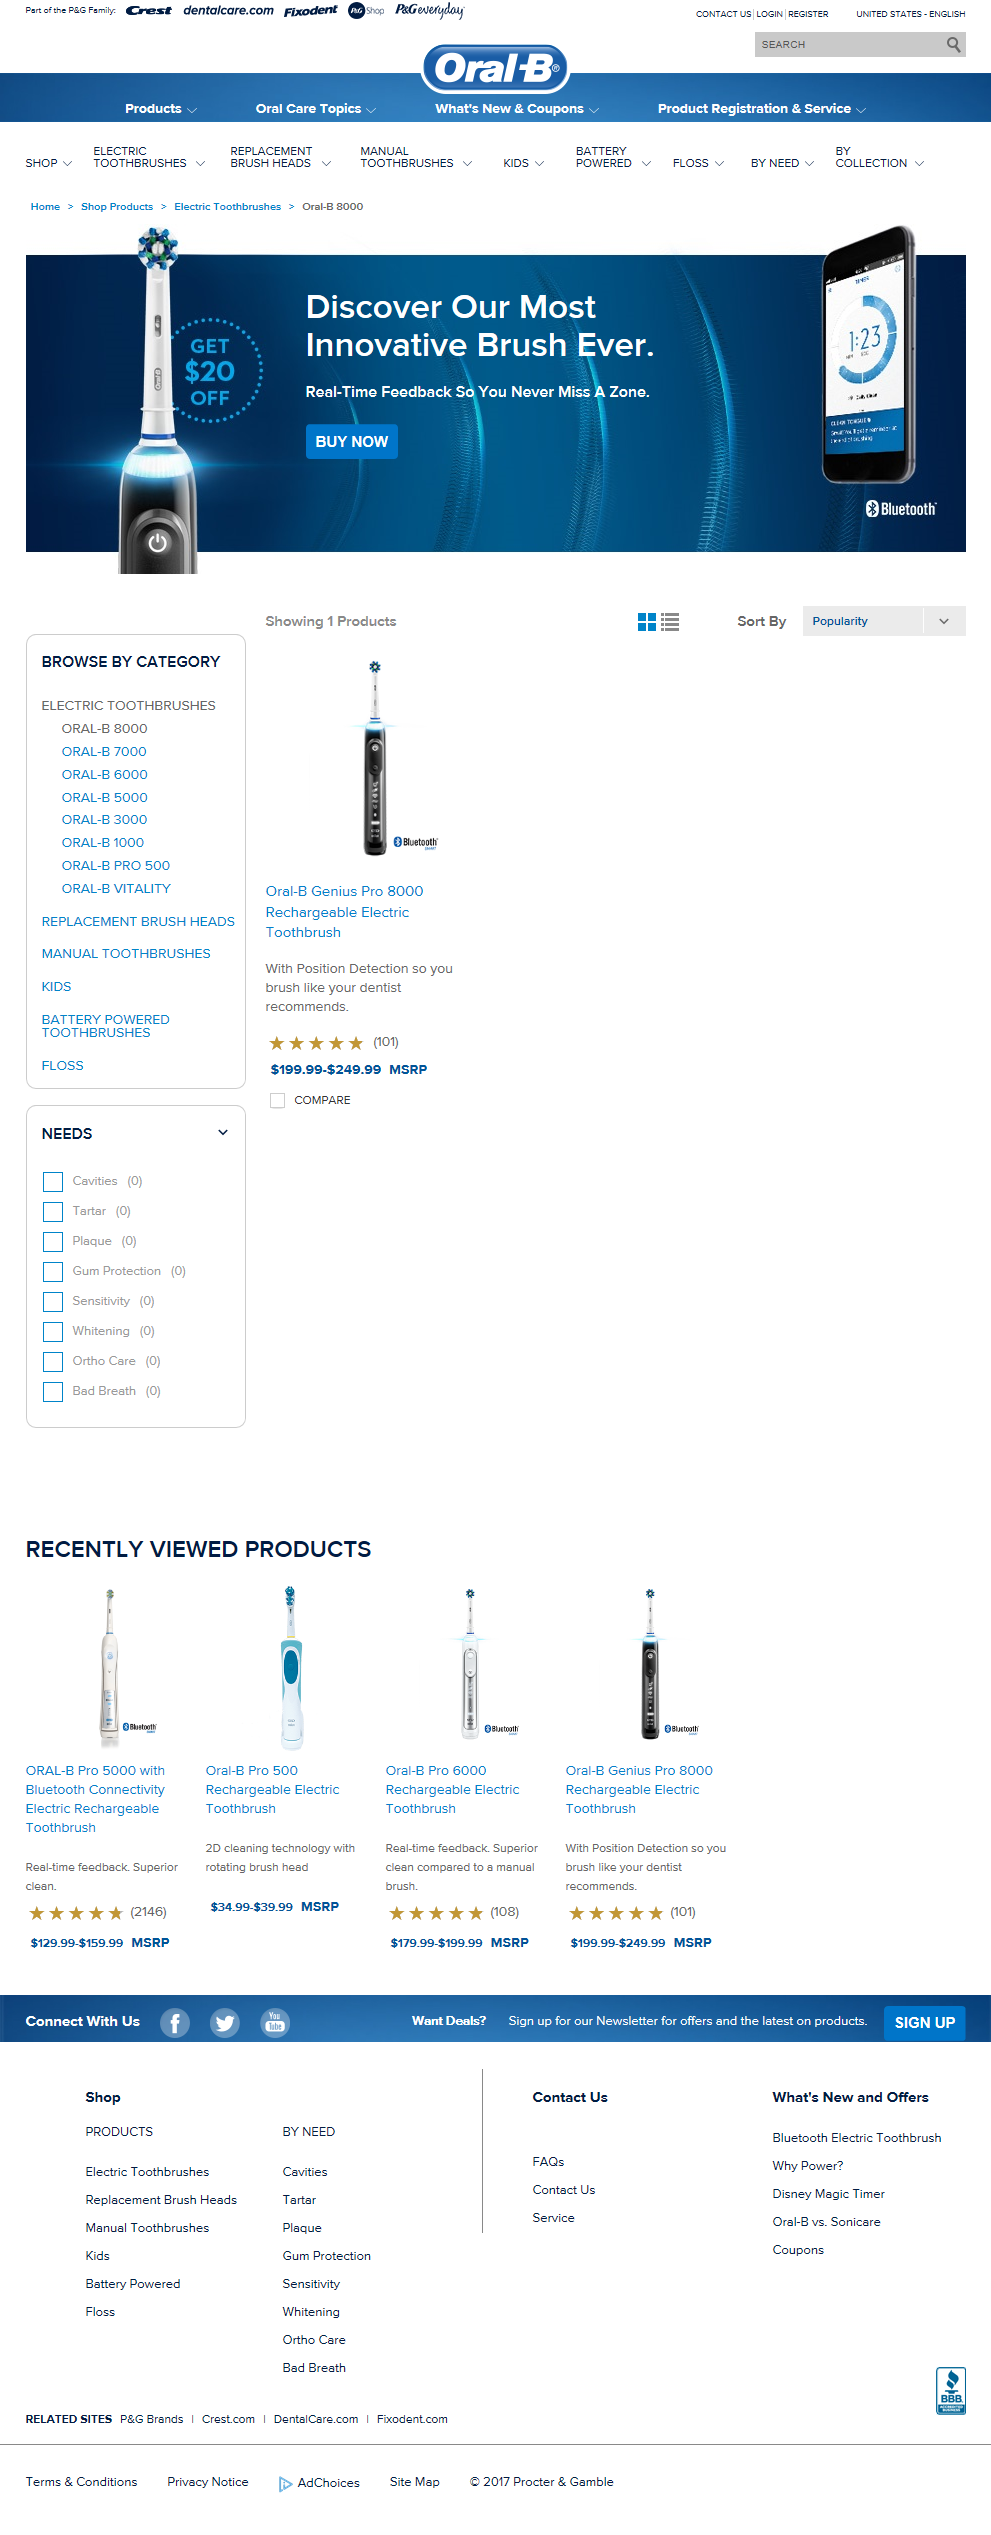 Part of the P&G Family: Crest dentalcare.com Fixodent P&G Shop P&G everyday
CONTACT US | LOGIN | REGISTER UNITED STATES - ENGLISH
SEARCH
Oral-B®
Products Oral Care Topics What's New & Coupons Product Registration & Service
SHOP ELECTRIC TOOTHBRUSHES REPLACEMENT BRUSH HEADS MANUAL TOOTHBRUSHES KIDS BATTERY POWERED FLOSS BY NEED BY COLLECTION
Home > Shop Products > Electric Toothbrushes > Oral-B 8000
Discover Our Most
Innovative Brush Ever.
Real-Time Feedback So You Never Miss A Zone.
BUY NOW
GET
$20
OFF
Oral-B
TIMER
1:23
MIN SEC
Daily Clean
CLEAN TONGUE
Bluetooth
Showing 1 Products
Sort By Popularity
BROWSE BY CATEGORY
ELECTRIC TOOTHBRUSHES
ORAL-B 8000
ORAL-B 7000
ORAL-B 6000
ORAL-B 5000
ORAL-B 3000
ORAL-B 1000
ORAL-B PRO 500
ORAL-B VITALITY
REPLACEMENT BRUSH HEADS
MANUAL TOOTHBRUSHES
KIDS
BATTERY POWERED
TOOTHBRUSHES
FLOSS
Bluetoot‌h
Oral-B Genius Pro 8000
Rechargeable Electric
Toothbrush
With Position Detection so you
brush like your dentist
recommends.
(101)
$199.99-$249.99 MSRP
COMPARE
NEEDS
Cavities (0)
Tartar (0)
Plaque (0)
Gum Protection (0)
Sensitivity (0)
Whitening (0)
Ortho Care (0)
Bad Breath (0)
RECENTLY VIEWED PRODUCTS
Bluetooth
ORAL-B Pro 5000 with
Bluetooth Connectivity
Electric Rechargeable
Toothbrush
Real-time feedback. Superior
clean.
(2146)
$129.99-$159.99 MSRP
Oral-B Pro 500
Rechargeable Electric
Toothbrush
2D cleaning technology with
rotating brush head
$34.99-$39.99 MSRP
Bluetooth
Oral-B Pro 6000
Rechargeable Electric
Toothbrush
Real-time feedback. Superior
clean compared to a manual
brush.
(108)
$179.99-$199.99 MSRP
Bluetooth
Oral-B Genius Pro 8000
Rechargeable Electric
Toothbrush
With Position Detection so you
brush like your dentist
recommends.
(101)
$199.99-$249.99 MSRP
Connect With Us
You
Tube
Want Deals? Sign up for our Newsletter for offers and the latest on products. SIGN UP
Shop
PRODUCTS
Electric Toothbrushes
Replacement Brush Heads
Manual Toothbrushes
Kids
Battery Powered
Floss
BY NEED
Cavities
Tartar
Plaque
Gum Protection
Sensitivity
Whitening
Ortho Care
Bad Breath
Contact Us
FAQs
Contact Us
Service
What's New and Offers
Bluetooth Electric Toothbrush
Why Power?
Disney Magic Timer
Oral-B vs. Sonicare
Coupons
BBB
ACCREDITED
BUSINESS
RELATED SITES P&G Brands | Crest.com | DentalCare.com | Fixodent.com
Terms & Conditions Privacy Notice AdChoices Site Map © 2017 Procter & Gamble